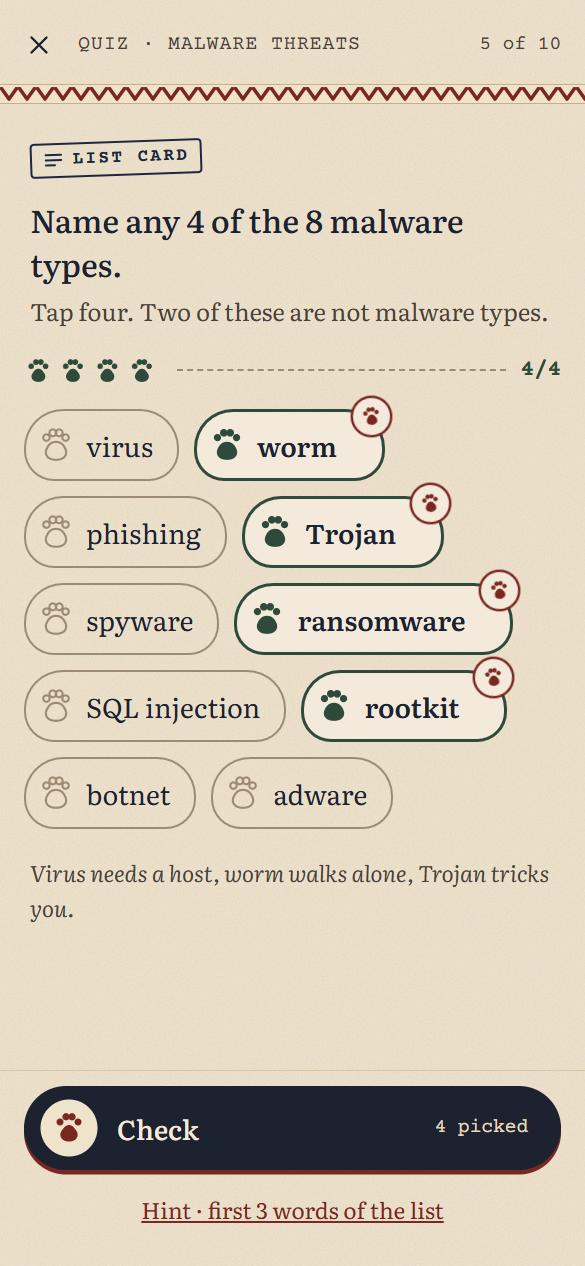 QUIZ · MALWARE THREATS
5 of 10
LIST CARD
Name any 4 of the 8 malware
types.
Tap four. Two of these are not malware types.
4/4
virus
worm
phishing
Trojan
spyware
ransomware
SQL injection
rootkit
botnet
adware
Virus needs a host, worm walks alone, Trojan tricks
you.
Check
4 picked
Hint · first 3 words of the list